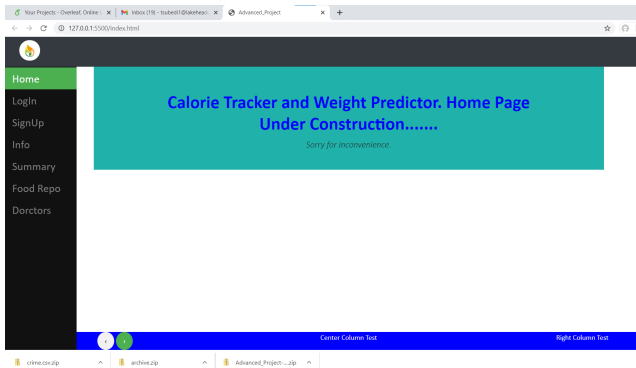 Your Projects - Overleaf, Online
Inbox (19) - tsubedi1@lakehead
Advanced_Project
127.0.0.1:5500/index.html
Home
LogIn
SignUp
Info
Summary
Food Repo
Dorctors
Calorie Tracker and Weight Predictor. Home Page
Under Construction.......
Sorry for inconvenience.
Center Column Test
Right Column Test
crime.csv.zip
archive.zip
Advanced_Project-....zip